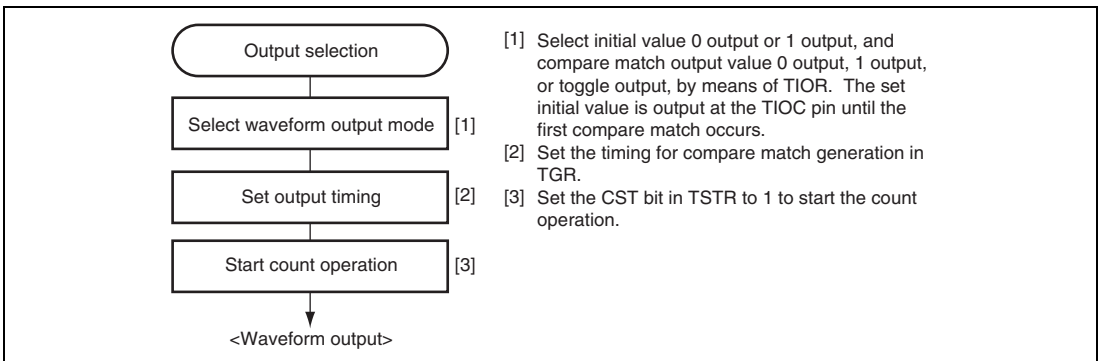 Output selection
Select waveform output mode [1]
Set output timing [2]
Start count operation [3]
<Waveform output>
[1] Select initial value 0 output or 1 output, and
compare match output value 0 output, 1 output,
or toggle output, by means of TIOR. The set
initial value is output at the TIOC pin until the
first compare match occurs.
[2] Set the timing for compare match generation in
TGR.
[3] Set the CST bit in TSTR to 1 to start the count
operation.